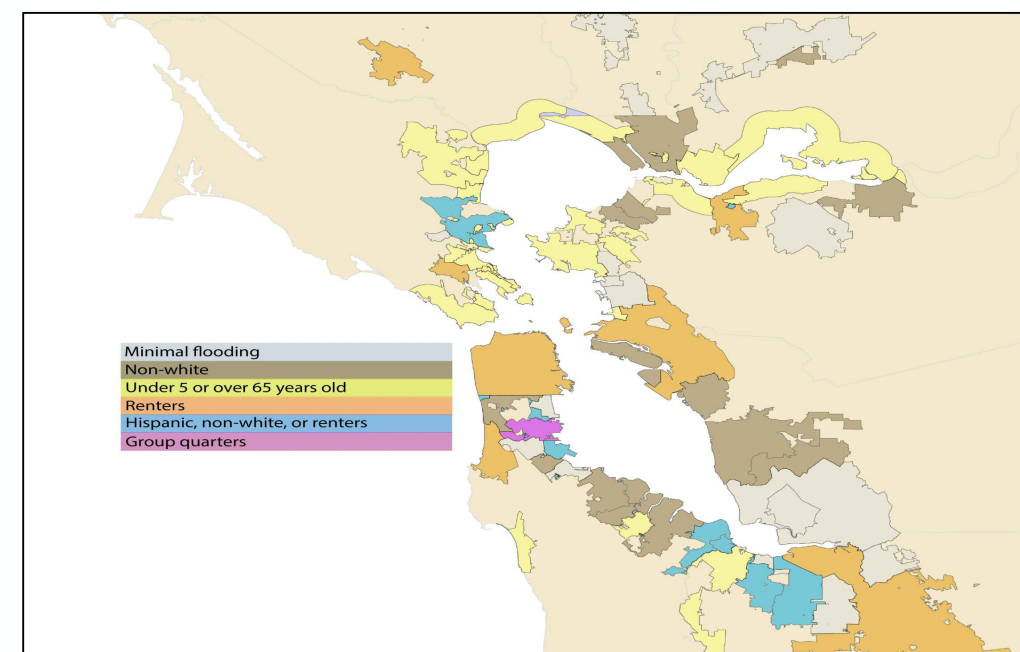 Minimal flooding
Non-white
Under 5 or over 65 years old
Renters
Hispanic, non-white, or renters
Group quarters